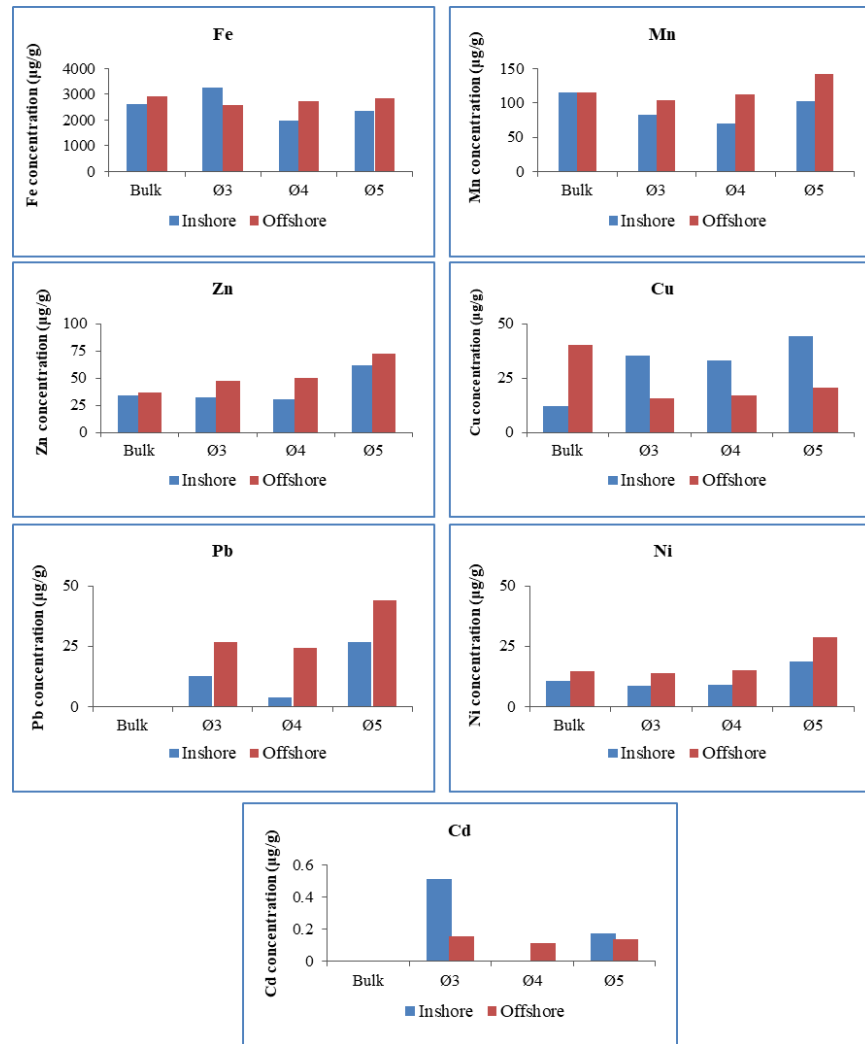 Fe
Fe concentration (µg/g)
4000
3000
2000
1000
0
Bulk Ø3 Ø4 Ø5
Inshore Offshore
Mn
Mn concentration (µg/g)
150
100
50
0
Bulk Ø3 Ø4 Ø5
Inshore Offshore
Zn
Zn concentration (µg/g)
100
75
50
25
0
Bulk Ø3 Ø4 Ø5
Inshore Offshore
Cu
Cu concentration (µg/g)
50
25
0
Bulk Ø3 Ø4 Ø5
Inshore Offshore
Pb
Pb concentration (µg/g)
50
25
0
Bulk Ø3 Ø4 Ø5
Inshore Offshore
Ni
Ni concentration (µg/g)
50
25
0
Bulk Ø3 Ø4 Ø5
Inshore Offshore
Cd
Cd concentration (µg/g)
0.6
0.4
0.2
0
Bulk Ø3 Ø4 Ø5
Inshore Offshore